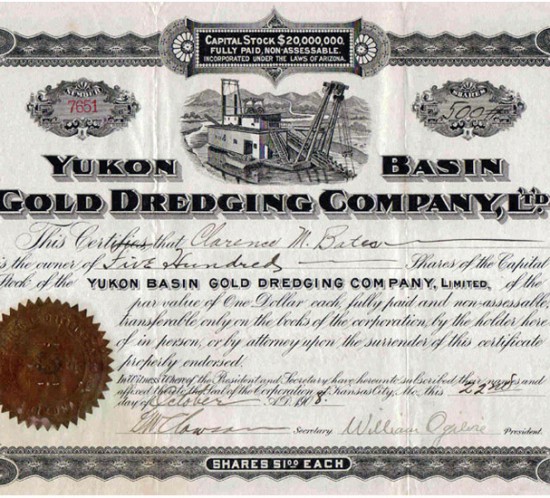 CAPITAL STOCK $20,000,000.
FULLY PAID, NON-ASSESSABLE.
INCORPORATED UNDER THE LAWS OF ARIZONA.
NUMBER
7651
SHARES
500
YUKON BASIN
GOLD DREDGING COMPANY, LTD
This Certifies that Clarence M. Bates
is the owner of Five Hundred Shares of the Capital
Stock of the YUKON BASIN GOLD DREDGING COMPANY, LIMITED, of the
par value of One Dollar each, fully paid and non-assessable
transferable only on the books of the corporation, by the holder here
of in person, or by attorney upon the surrender of this certificate
properly endorsed.
In Witness Whereof the President and Secretary have hereunto subscribed their names and
affixed the seal of the Corporation at Kansas City, Mo. this 22nd
day of October A.D. 1908.
Secretary William Ogilvie President
SHARES $1.00 EACH